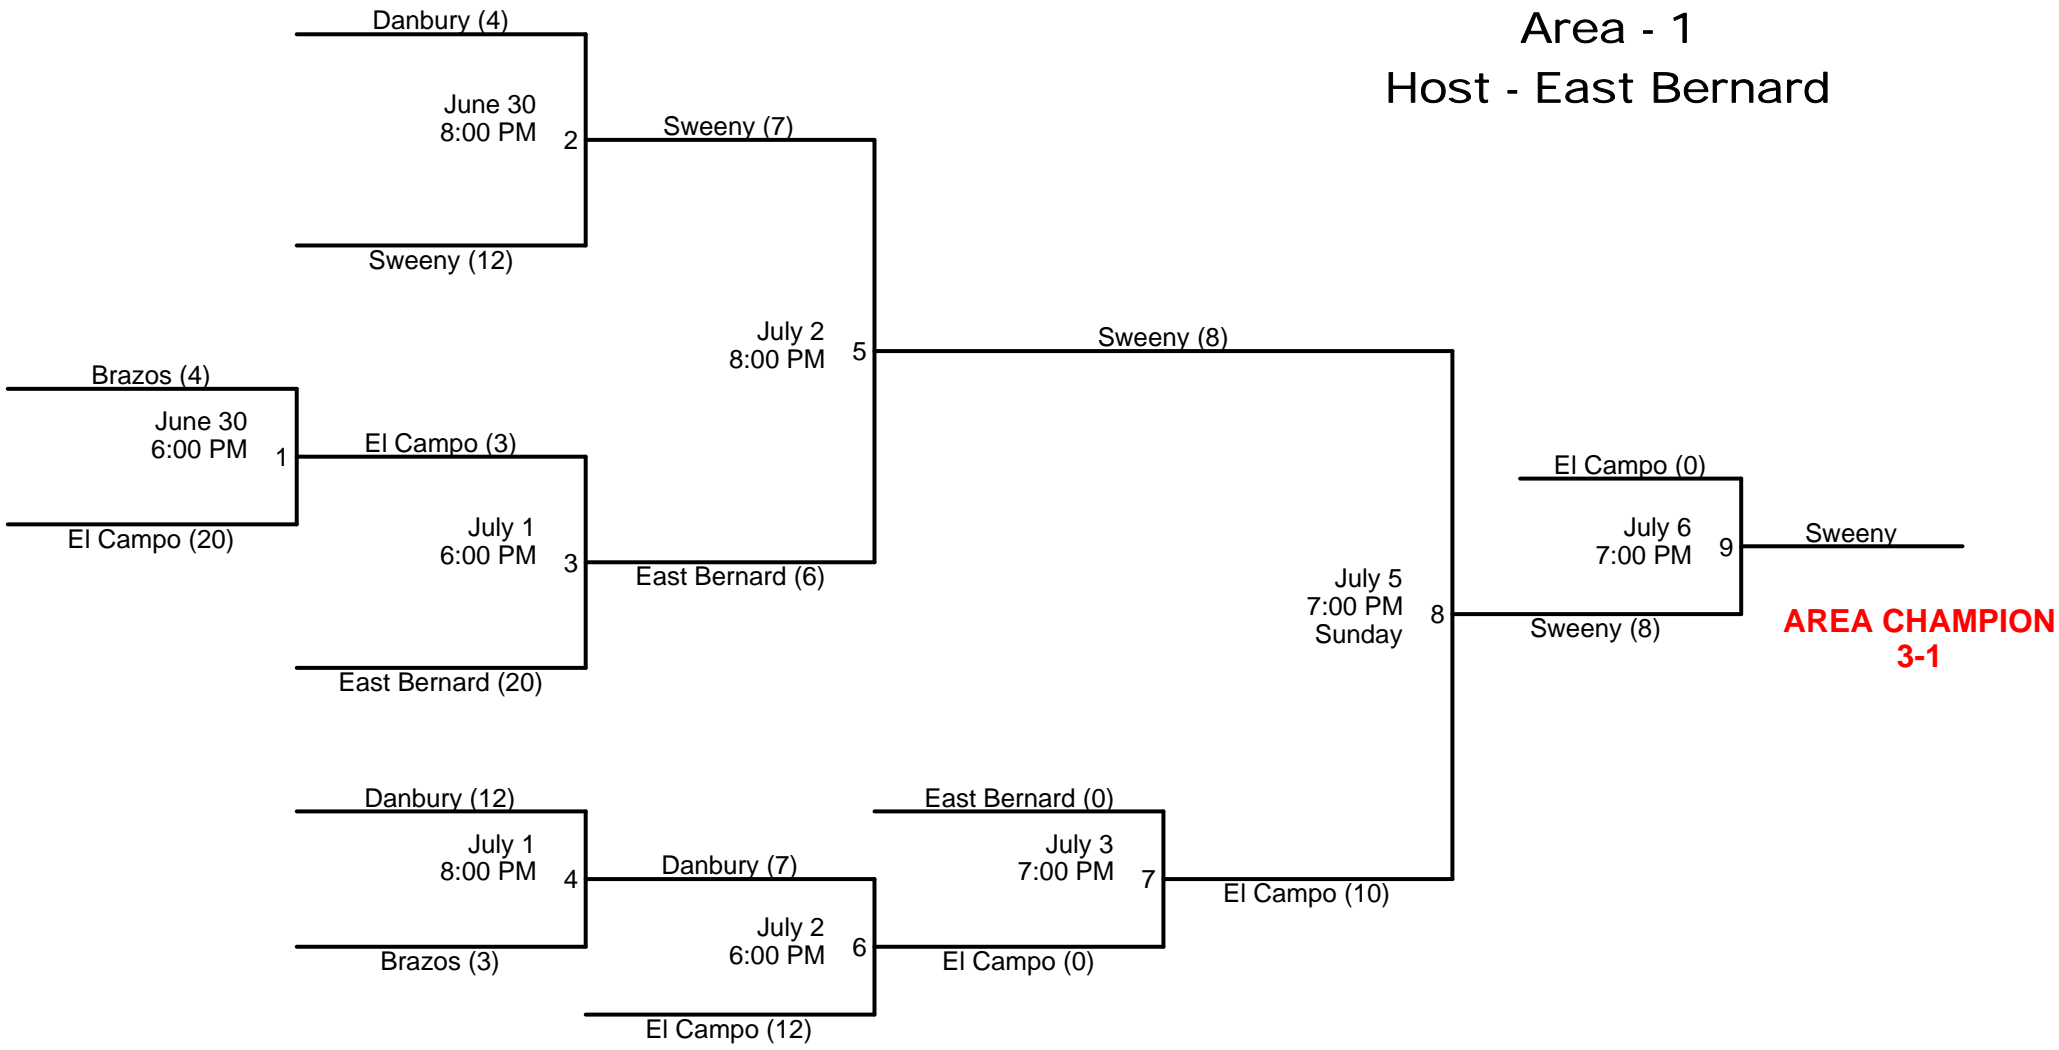 Area - 1
Host - East Bernard
Danbury (4)
June 30
8:00 PM
2
Sweeny (7)
Sweeny (12)
July 2
8:00 PM
5
Sweeny (8)
Brazos (4)
June 30
6:00 PM
1
El Campo (3)
El Campo (20)
July 1
6:00 PM
3
East Bernard (6)
East Bernard (20)
El Campo (0)
July 6
7:00 PM
9
Sweeny
July 5
7:00 PM
Sunday
8
Sweeny (8)
AREA CHAMPION
3-1
Danbury (12)
July 1
8:00 PM
4
Danbury (7)
Brazos (3)
July 2
6:00 PM
6
El Campo (12)
East Bernard (0)
July 3
7:00 PM
7
El Campo (10)
El Campo (0)